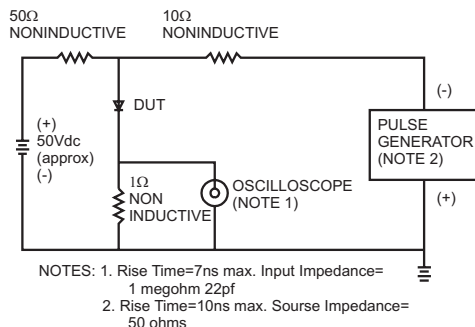 50Ω
NONINDUCTIVE
10Ω
NONINDUCTIVE
DUT
(+)
50Vdc
(approx)
(-)
1Ω
NON
INDUCTIVE
OSCILLOSCOPE
(NOTE 1)
(-)
PULSE
GENERATOR
(NOTE 2)
(+)
NOTES: 1. Rise Time=7ns max. Input Impedance=
1 megohm 22pf
2. Rise Time=10ns max. Sourse Impedance=
50 ohms